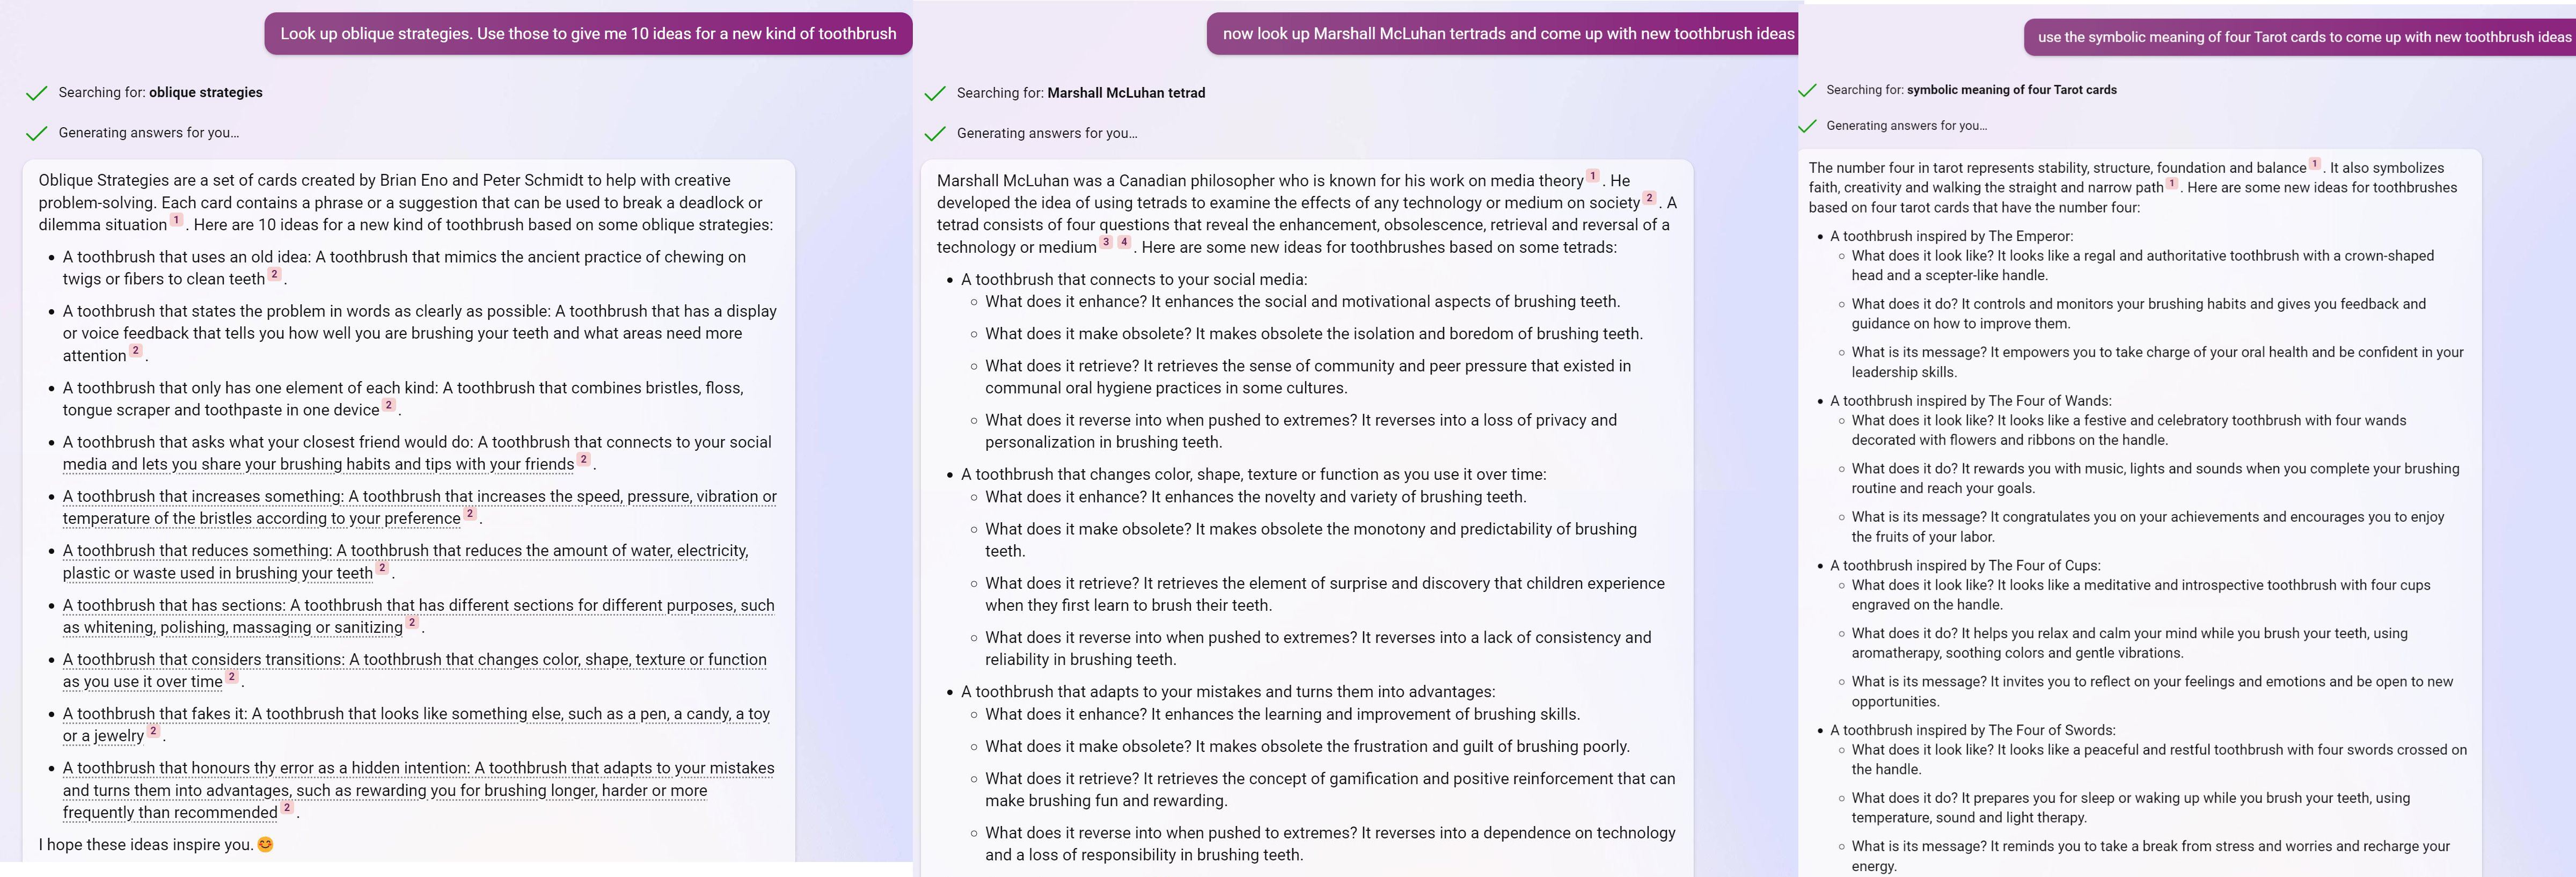 Look up oblique strategies. Use those to give me 10 ideas for a new kind of toothbrush
Searching for: oblique strategies
Generating answers for you...
Oblique Strategies are a set of cards created by Brian Eno and Peter Schmidt to help with creative
problem-solving. Each card contains a phrase or a suggestion that can be used to break a deadlock or
dilemma situation 1 . Here are 10 ideas for a new kind of toothbrush based on some oblique strategies:
• A toothbrush that uses an old idea: A toothbrush that mimics the ancient practice of chewing on
twigs or fibers to clean teeth 2 .
• A toothbrush that states the problem in words as clearly as possible: A toothbrush that has a display
or voice feedback that tells you how well you are brushing your teeth and what areas need more
attention 2 .
• A toothbrush that only has one element of each kind: A toothbrush that combines bristles, floss,
tongue scraper and toothpaste in one device 2 .
• A toothbrush that asks what your closest friend would do: A toothbrush that connects to your social
media and lets you share your brushing habits and tips with your friends 2 .
• A toothbrush that increases something: A toothbrush that increases the speed, pressure, vibration or
temperature of the bristles according to your preference 2 .
• A toothbrush that reduces something: A toothbrush that reduces the amount of water, electricity,
plastic or waste used in brushing your teeth 2 .
• A toothbrush that has sections: A toothbrush that has different sections for different purposes, such
as whitening, polishing, massaging or sanitizing 2 .
• A toothbrush that considers transitions: A toothbrush that changes color, shape, texture or function
as you use it over time 2 .
• A toothbrush that fakes it: A toothbrush that looks like something else, such as a pen, a candy, a toy
or a jewelry 2 .
• A toothbrush that honours thy error as a hidden intention: A toothbrush that adapts to your mistakes
and turns them into advantages, such as rewarding you for brushing longer, harder or more
frequently than recommended 2 .
I hope these ideas inspire you. 😊
now look up Marshall McLuhan tertrads and come up with new toothbrush ideas
Searching for: Marshall McLuhan tetrad
Generating answers for you...
Marshall McLuhan was a Canadian philosopher who is known for his work on media theory 1 . He
developed the idea of using tetrads to examine the effects of any technology or medium on society 2 . A
tetrad consists of four questions that reveal the enhancement, obsolescence, retrieval and reversal of a
technology or medium 3 4 . Here are some new ideas for toothbrushes based on some tetrads:
• A toothbrush that connects to your social media:
○ What does it enhance? It enhances the social and motivational aspects of brushing teeth.
○ What does it make obsolete? It makes obsolete the isolation and boredom of brushing teeth.
○ What does it retrieve? It retrieves the sense of community and peer pressure that existed in
communal oral hygiene practices in some cultures.
○ What does it reverse into when pushed to extremes? It reverses into a loss of privacy and
personalization in brushing teeth.
• A toothbrush that changes color, shape, texture or function as you use it over time:
○ What does it enhance? It enhances the novelty and variety of brushing teeth.
○ What does it make obsolete? It makes obsolete the monotony and predictability of brushing
teeth.
○ What does it retrieve? It retrieves the element of surprise and discovery that children experience
when they first learn to brush their teeth.
○ What does it reverse into when pushed to extremes? It reverses into a lack of consistency and
reliability in brushing teeth.
• A toothbrush that adapts to your mistakes and turns them into advantages:
○ What does it enhance? It enhances the learning and improvement of brushing skills.
○ What does it make obsolete? It makes obsolete the frustration and guilt of brushing poorly.
○ What does it retrieve? It retrieves the concept of gamification and positive reinforcement that can
make brushing fun and rewarding.
○ What does it reverse into when pushed to extremes? It reverses into a dependence on technology
and a loss of responsibility in brushing teeth.
use the symbolic meaning of four Tarot cards to come up with new toothbrush ideas
Searching for: symbolic meaning of four Tarot cards
Generating answers for you...
The number four in tarot represents stability, structure, foundation and balance 1 . It also symbolizes
faith, creativity and walking the straight and narrow path 1 . Here are some new ideas for toothbrushes
based on four tarot cards that have the number four:
• A toothbrush inspired by The Emperor:
○ What does it look like? It looks like a regal and authoritative toothbrush with a crown-shaped
head and a scepter-like handle.
○ What does it do? It controls and monitors your brushing habits and gives you feedback and
guidance on how to improve them.
○ What is its message? It empowers you to take charge of your oral health and be confident in your
leadership skills.
• A toothbrush inspired by The Four of Wands:
○ What does it look like? It looks like a festive and celebratory toothbrush with four wands
decorated with flowers and ribbons on the handle.
○ What does it do? It rewards you with music, lights and sounds when you complete your brushing
routine and reach your goals.
○ What is its message? It congratulates you on your achievements and encourages you to enjoy
the fruits of your labor.
• A toothbrush inspired by The Four of Cups:
○ What does it look like? It looks like a meditative and introspective toothbrush with four cups
engraved on the handle.
○ What does it do? It helps you relax and calm your mind while you brush your teeth, using
aromatherapy, soothing colors and gentle vibrations.
○ What is its message? It invites you to reflect on your feelings and emotions and be open to new
opportunities.
• A toothbrush inspired by The Four of Swords:
○ What does it look like? It looks like a peaceful and restful toothbrush with four swords crossed on
the handle.
○ What does it do? It prepares you for sleep or waking up while you brush your teeth, using
temperature, sound and light therapy.
○ What is its message? It reminds you to take a break from stress and worries and recharge your
energy.